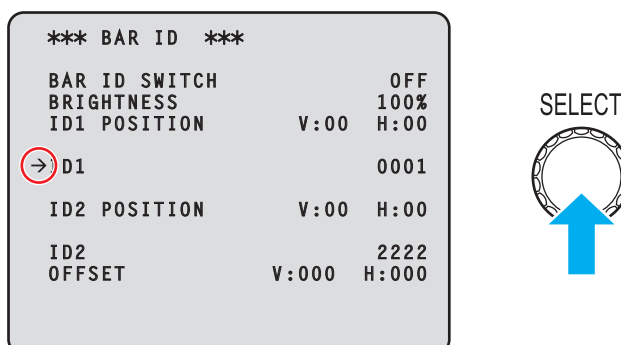 *** BAR ID ***
BAR ID SWITCH OFF
BRIGHTNESS 100%
ID1 POSITION V:00 H:00
→ID1 0001
ID2 POSITION V:00 H:00
ID2 2222
OFFSET V:000 H:000
SELECT